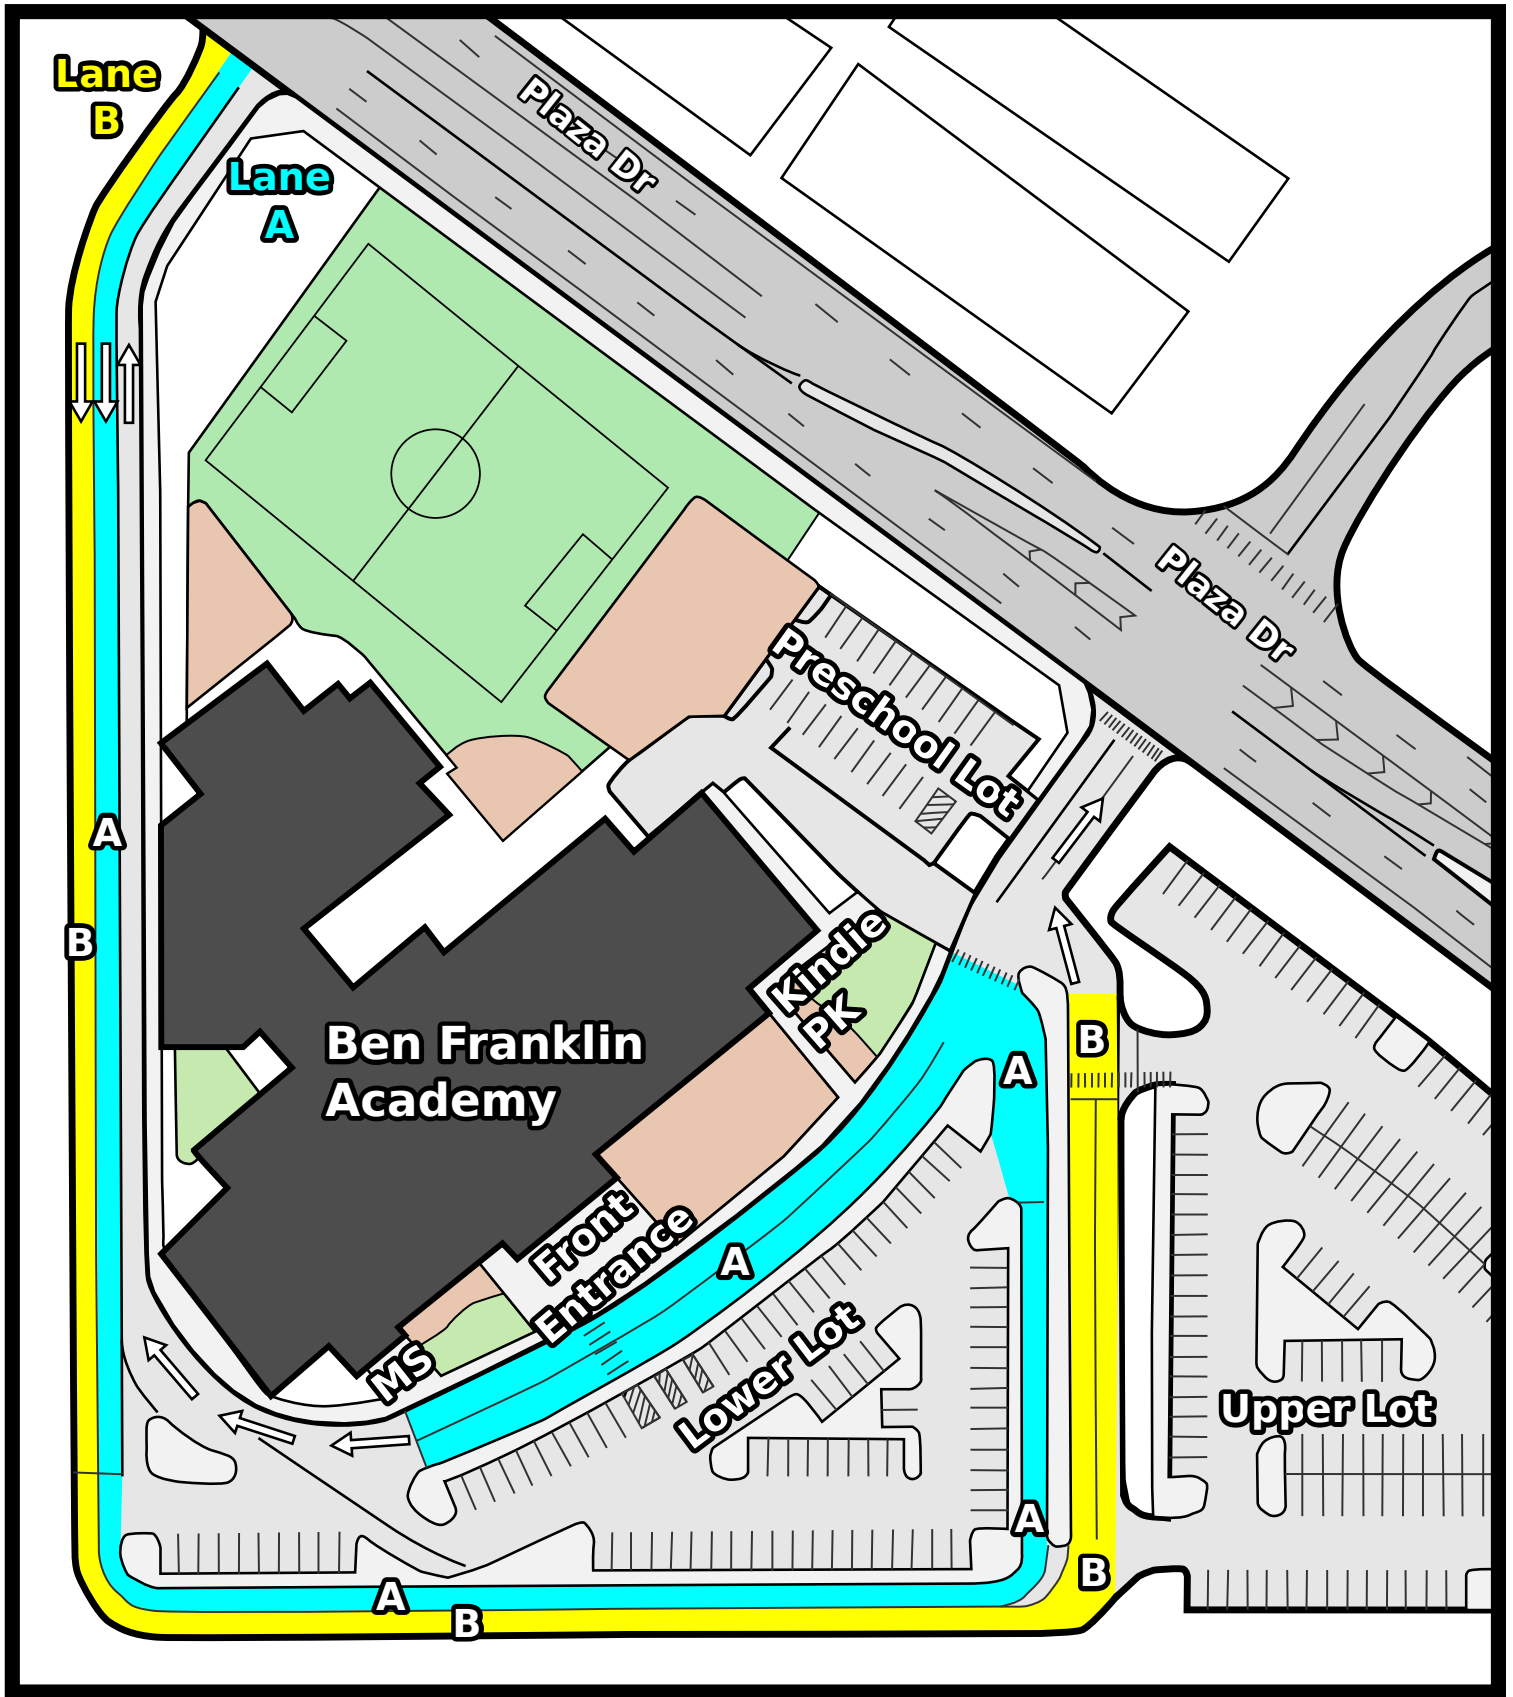 Lane
B
Lane
A
Plaza Dr
Plaza Dr
Preschool Lot
A
B
Kindie
PK
Ben Franklin
Academy
B
A
Front
Entrance
A
MS
Lower Lot
Upper Lot
A
B
A
B